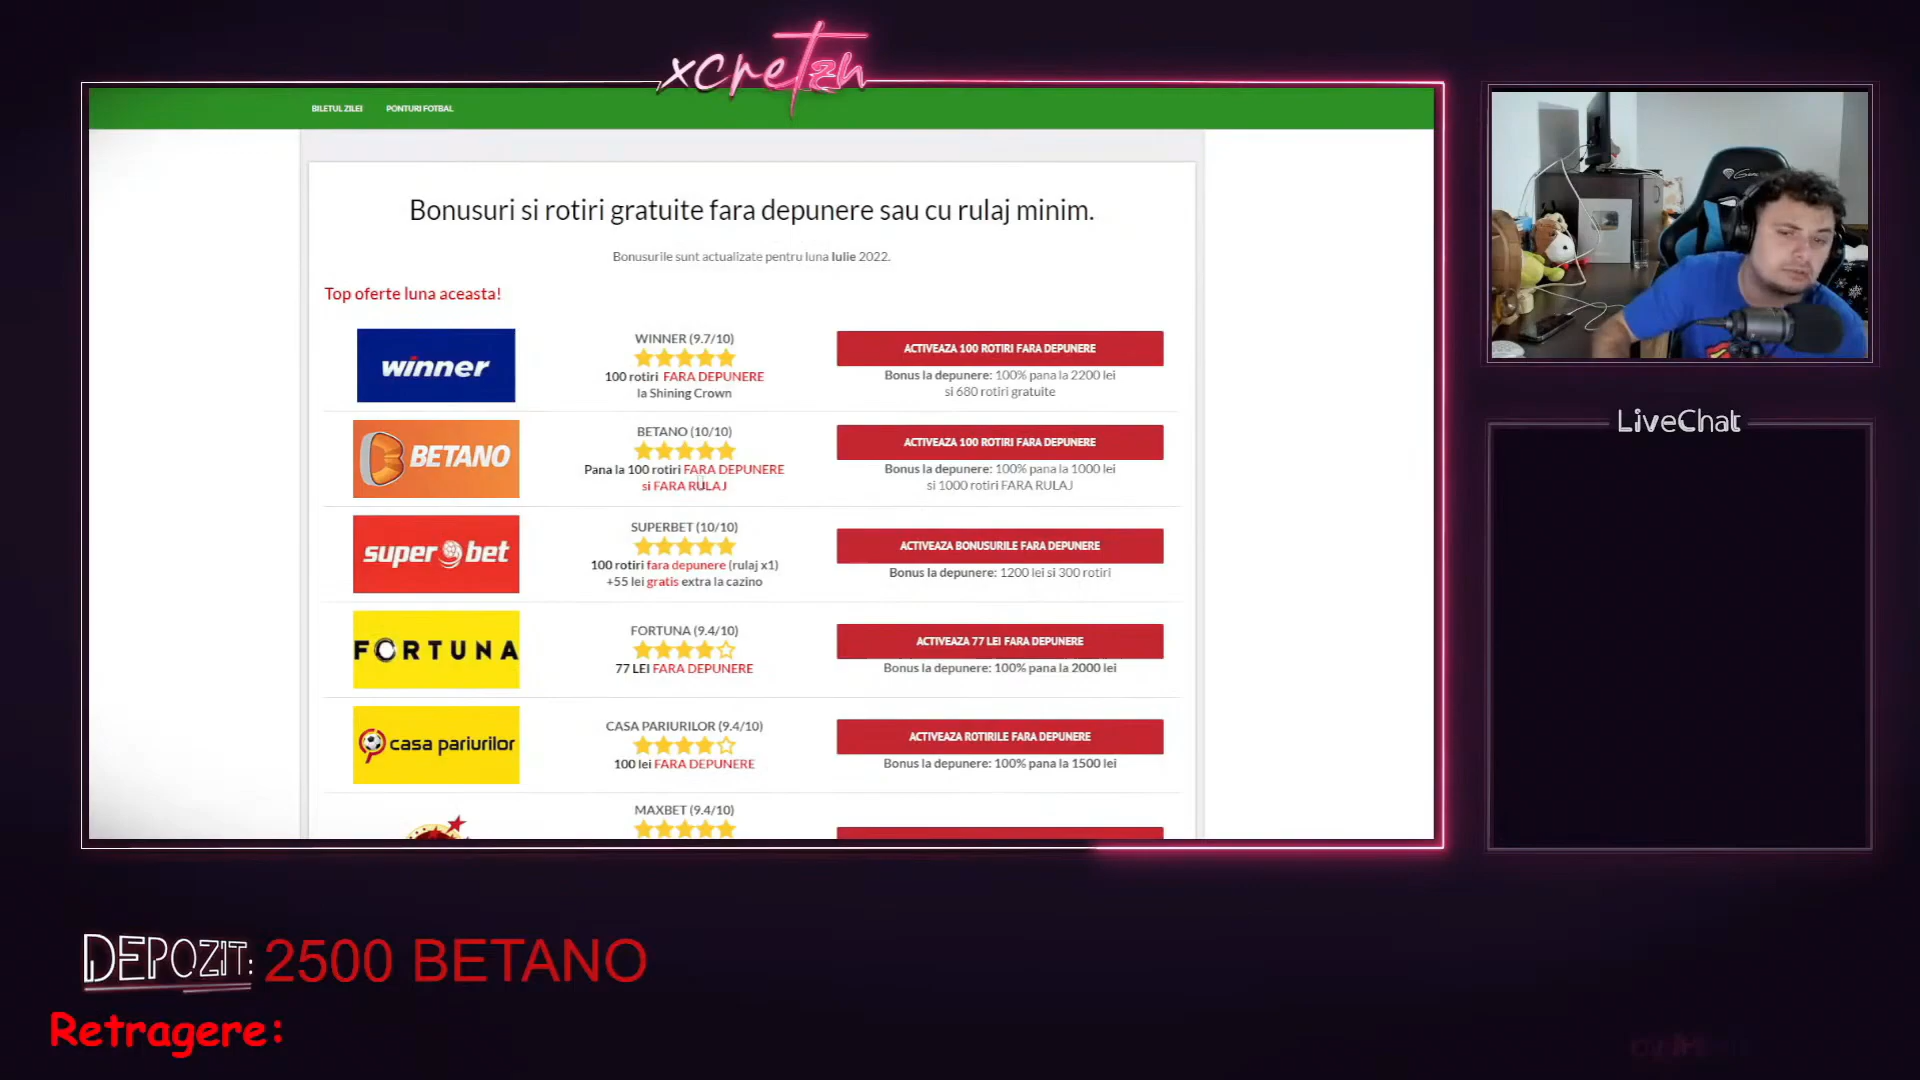 xcretzh
BILETUL ZILEI PONTURI FOTBAL
Bonusuri si rotiri gratuite fara depunere sau cu rulaj minim.
Bonusurile sunt actualizate pentru luna Iulie 2022.
Top oferte luna aceasta!
winner
WINNER (9.7/10)
100 rotiri FARA DEPUNERE
la Shining Crown
ACTIVEAZA 100 ROTIRI FARA DEPUNERE
Bonus la depunere: 100% pana la 2200 lei
si 680 rotiri gratuite
BETANO
BETANO (10/10)
Pana la 100 rotiri FARA DEPUNERE
si FARA RULAJ
ACTIVEAZA 100 ROTIRI FARA DEPUNERE
Bonus la depunere: 100% pana la 1000 lei
si 1000 rotiri FARA RULAJ
superbet
SUPERBET (10/10)
100 rotiri fara depunere (rulaj x1)
+55 lei gratis extra la cazino
ACTIVEAZA BONUSURILE FARA DEPUNERE
Bonus la depunere: 1200 lei si 300 rotiri
FORTUNA
FORTUNA (9.4/10)
77 LEI FARA DEPUNERE
ACTIVEAZA 77 LEI FARA DEPUNERE
Bonus la depunere: 100% pana la 2000 lei
casa pariurilor
CASA PARIURILOR (9.4/10)
100 lei FARA DEPUNERE
ACTIVEAZA ROTIRILE FARA DEPUNERE
Bonus la depunere: 100% pana la 1500 lei
MAXBET (9.4/10)
LiveChat
DEPOZIT: 2500 BETANO
Retragere: